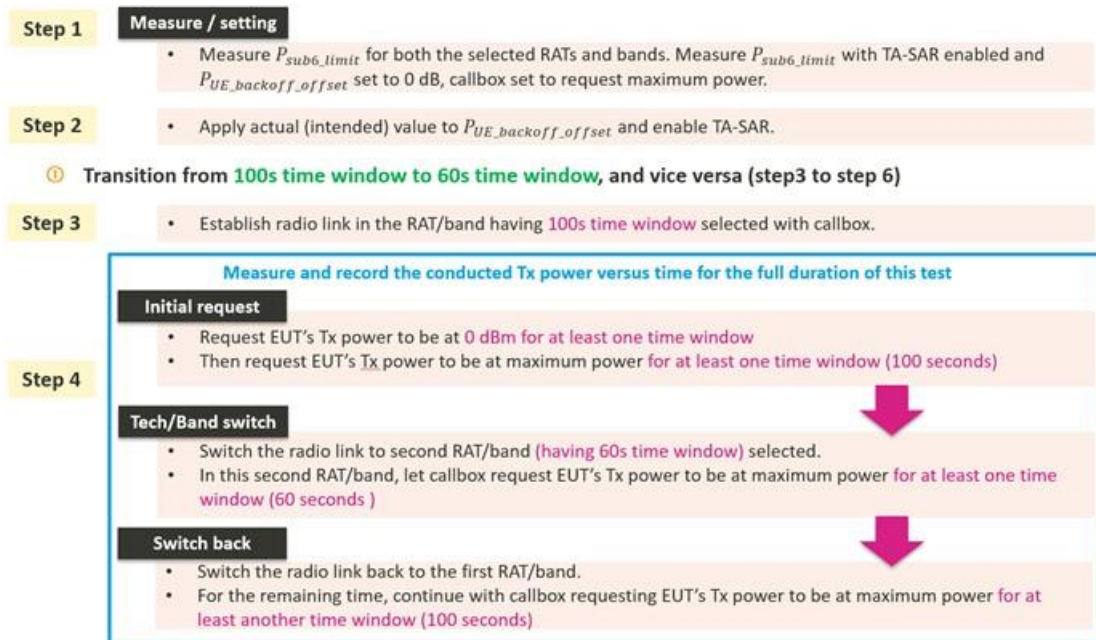 Step 1
Measure / setting
• Measure P_sub6_limit for both the selected RATs and bands. Measure P_sub6_limit with TA-SAR enabled and
P_UE_backoff_offset set to 0 dB, callbox set to request maximum power.
Step 2
• Apply actual (intended) value to P_UE_backoff_offset and enable TA-SAR.
① Transition from 100s time window to 60s time window, and vice versa (step3 to step 6)
Step 3
• Establish radio link in the RAT/band having 100s time window selected with callbox.
Measure and record the conducted Tx power versus time for the full duration of this test
Step 4
Initial request
• Request EUT's Tx power to be at 0 dBm for at least one time window
• Then request EUT's Tx power to be at maximum power for at least one time window (100 seconds)
Tech/Band switch
• Switch the radio link to second RAT/band (having 60s time window) selected.
• In this second RAT/band, let callbox request EUT's Tx power to be at maximum power for at least one time
window (60 seconds )
Switch back
• Switch the radio link back to the first RAT/band.
• For the remaining time, continue with callbox requesting EUT's Tx power to be at maximum power for at
least another time window (100 seconds)